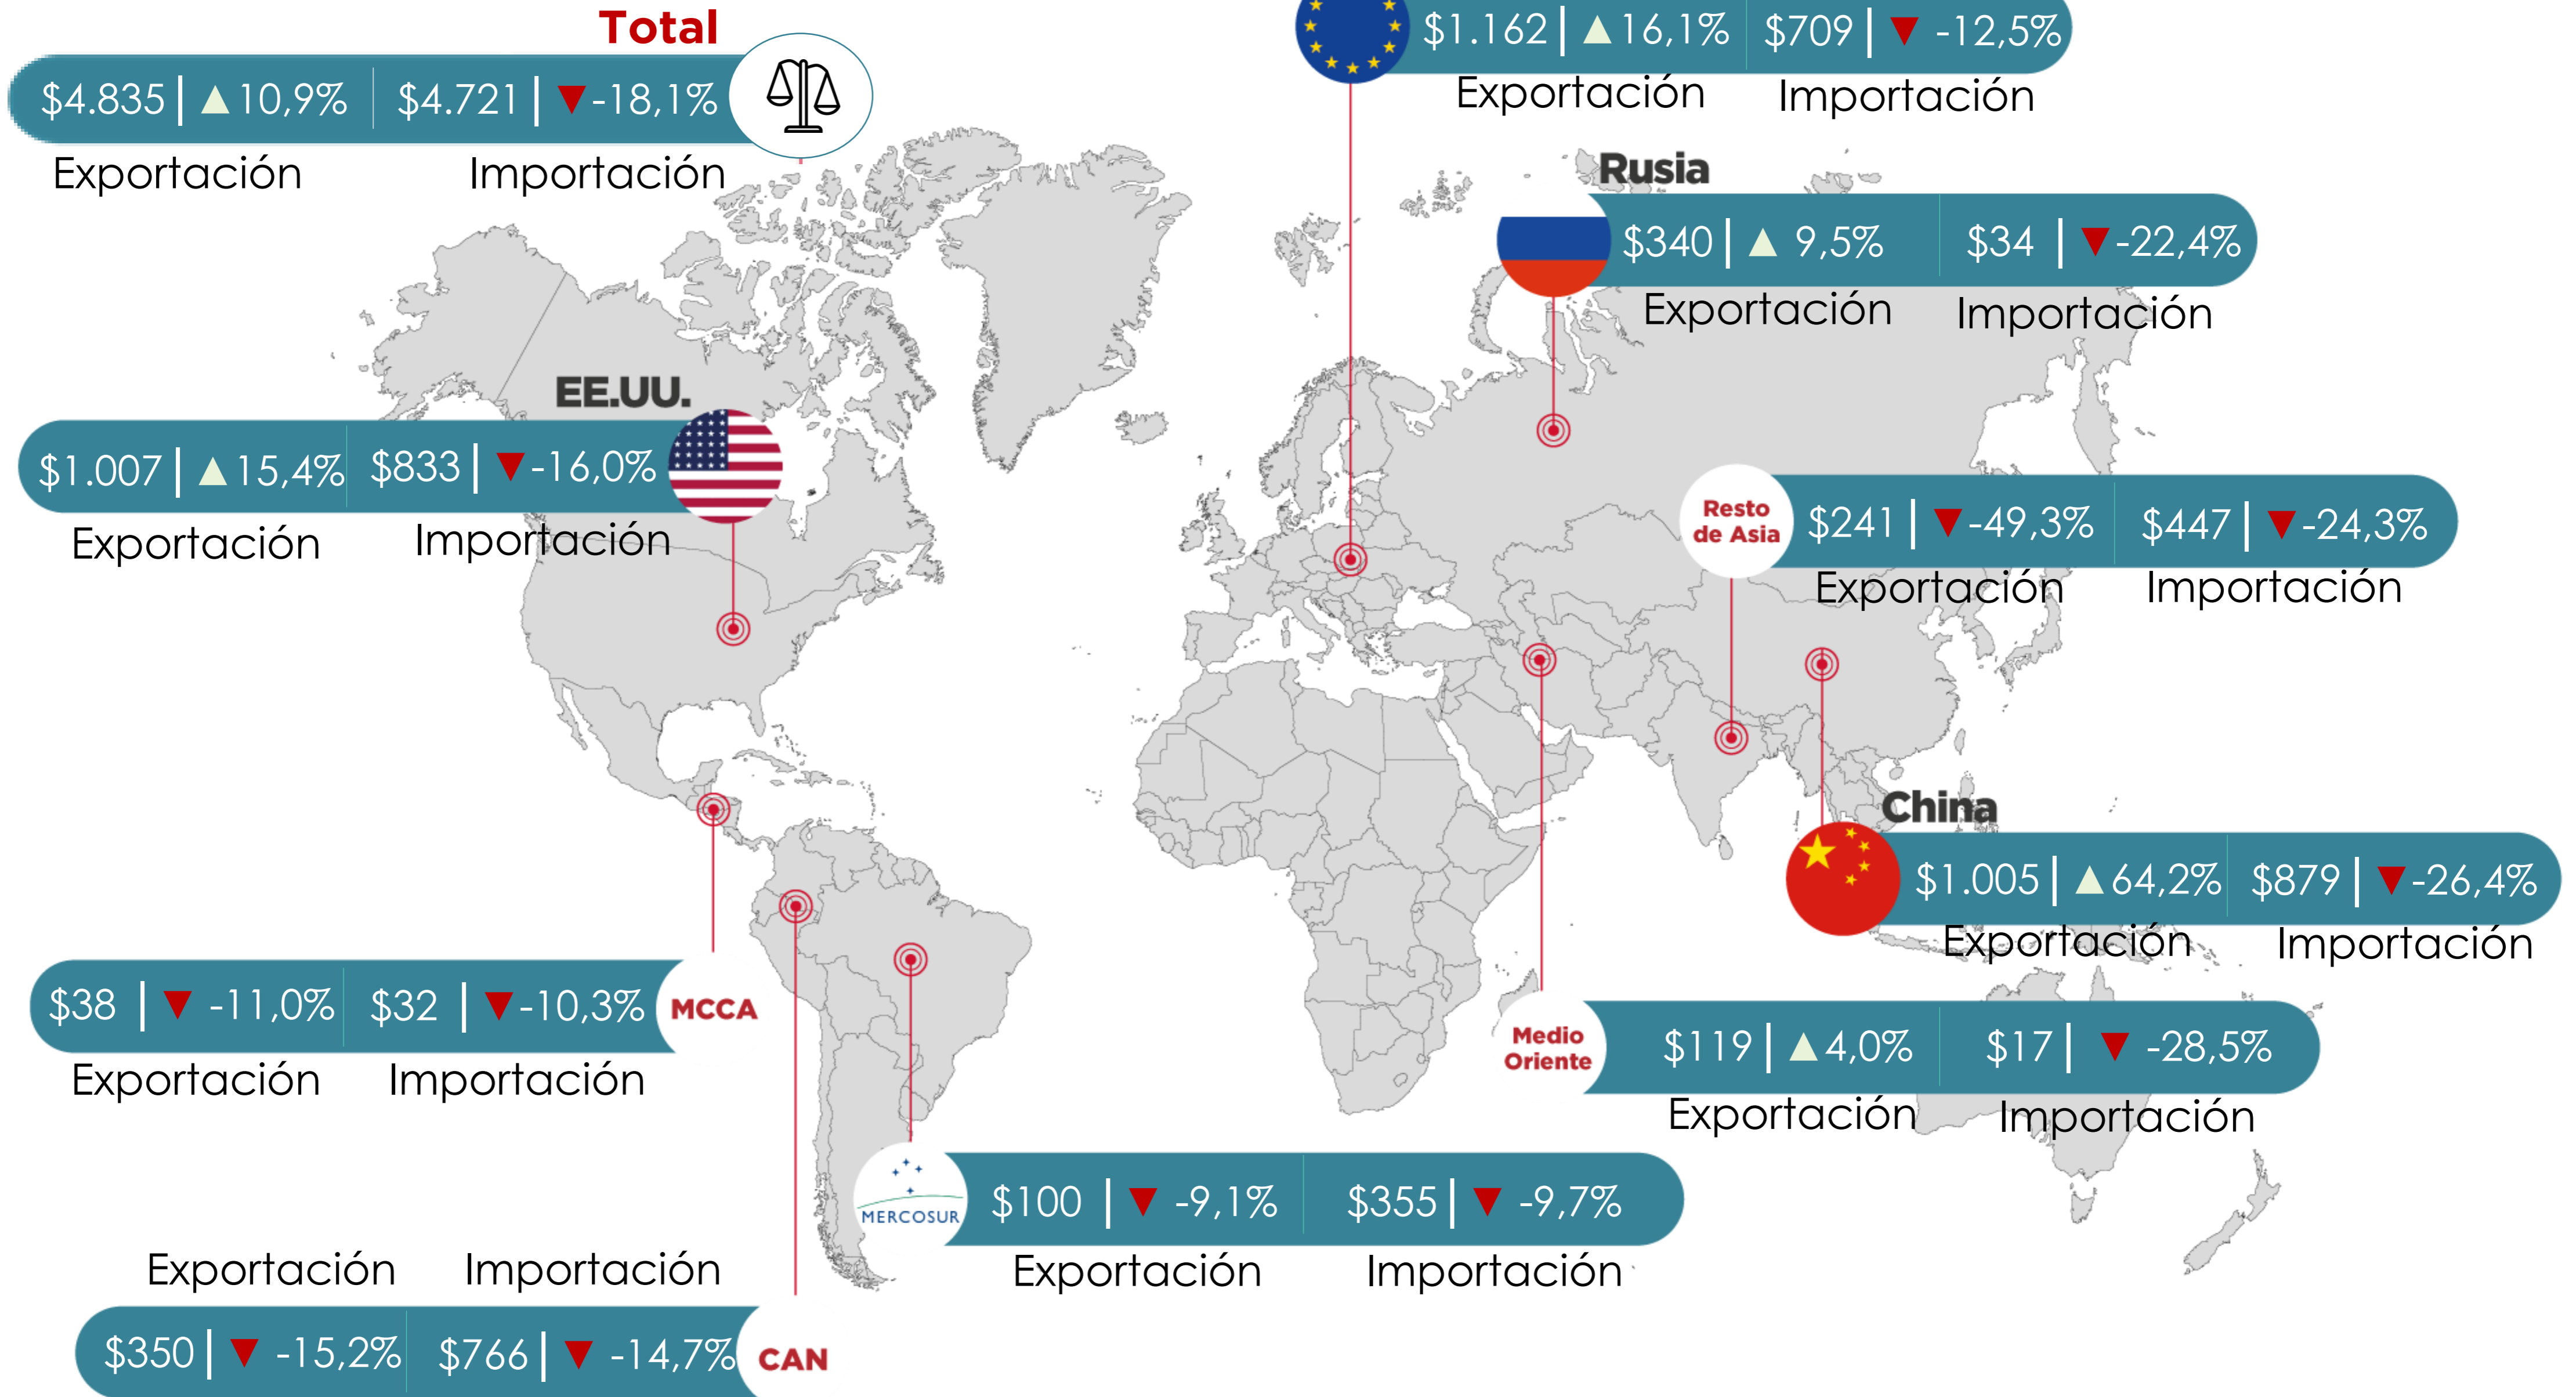 Total
$4.835 | ▲ 10,9% $4.721 | ▼ -18,1%
Exportación Importación
$1.162 | ▲ 16,1% $709 | ▼ -12,5%
Exportación Importación
Rusia
$340 | ▲ 9,5% $34 | ▼ -22,4%
Exportación Importación
EE.UU.
$1.007 | ▲ 15,4% $833 | ▼ -16,0%
Exportación Importación
Resto
de Asia
$241 | ▼ -49,3% $447 | ▼ -24,3%
Exportación Importación
China
$1.005 | ▲ 64,2% $879 | ▼ -26,4%
Exportación Importación
$38 | ▼ -11,0% $32 | ▼ -10,3% MCCA
Exportación Importación
Medio
Oriente
$119 | ▲ 4,0% $17 | ▼ -28,5%
Exportación Importación
MERCOSUR
$100 | ▼ -9,1% $355 | ▼ -9,7%
Exportación Importación
Exportación Importación
$350 | ▼ -15,2% $766 | ▼ -14,7% CAN